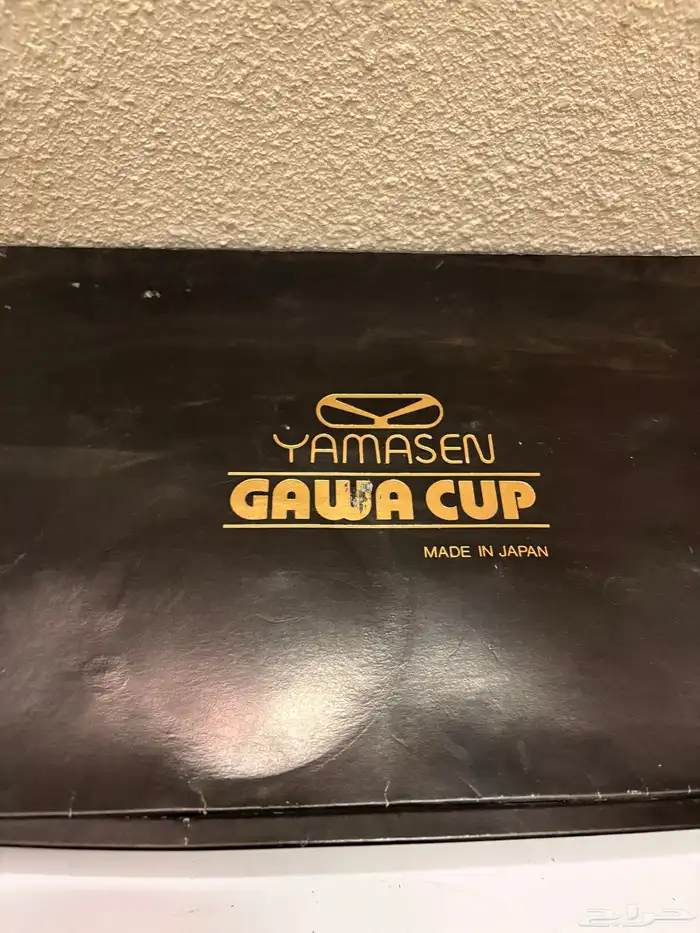 YAMASEN
GAWA CUP
MADE IN JAPAN
حراج